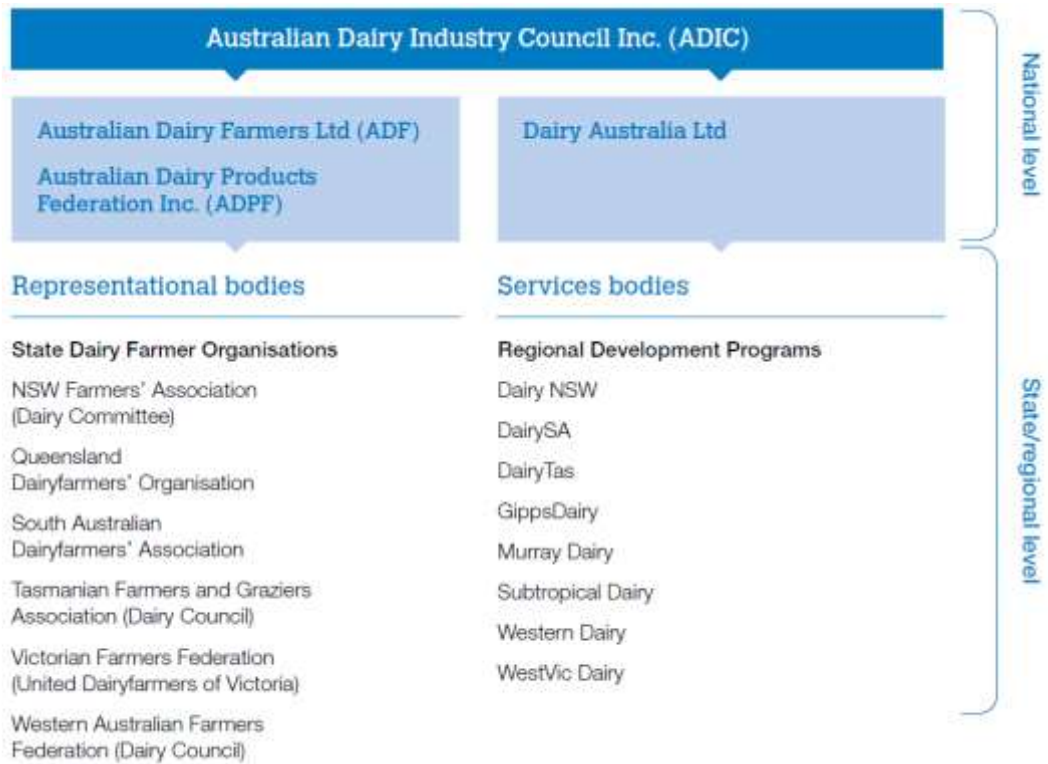 Australian Dairy Industry Council Inc. (ADIC)
Australian Dairy Farmers Ltd (ADF)
Australian Dairy Products
Federation Inc. (ADPF)
Dairy Australia Ltd
National level
Representational bodies
State Dairy Farmer Organisations
NSW Farmers' Association
(Dairy Committee)
Queensland
Dairyfarmers' Organisation
South Australian
Dairyfarmers' Association
Tasmanian Farmers and Graziers
Association (Dairy Council)
Victorian Farmers Federation
(United Dairyfarmers of Victoria)
Western Australian Farmers
Federation (Dairy Council)
Services bodies
Regional Development Programs
Dairy NSW
DairySA
DairyTas
GippsDairy
Murray Dairy
Subtropical Dairy
Western Dairy
WestVic Dairy
State/regional level